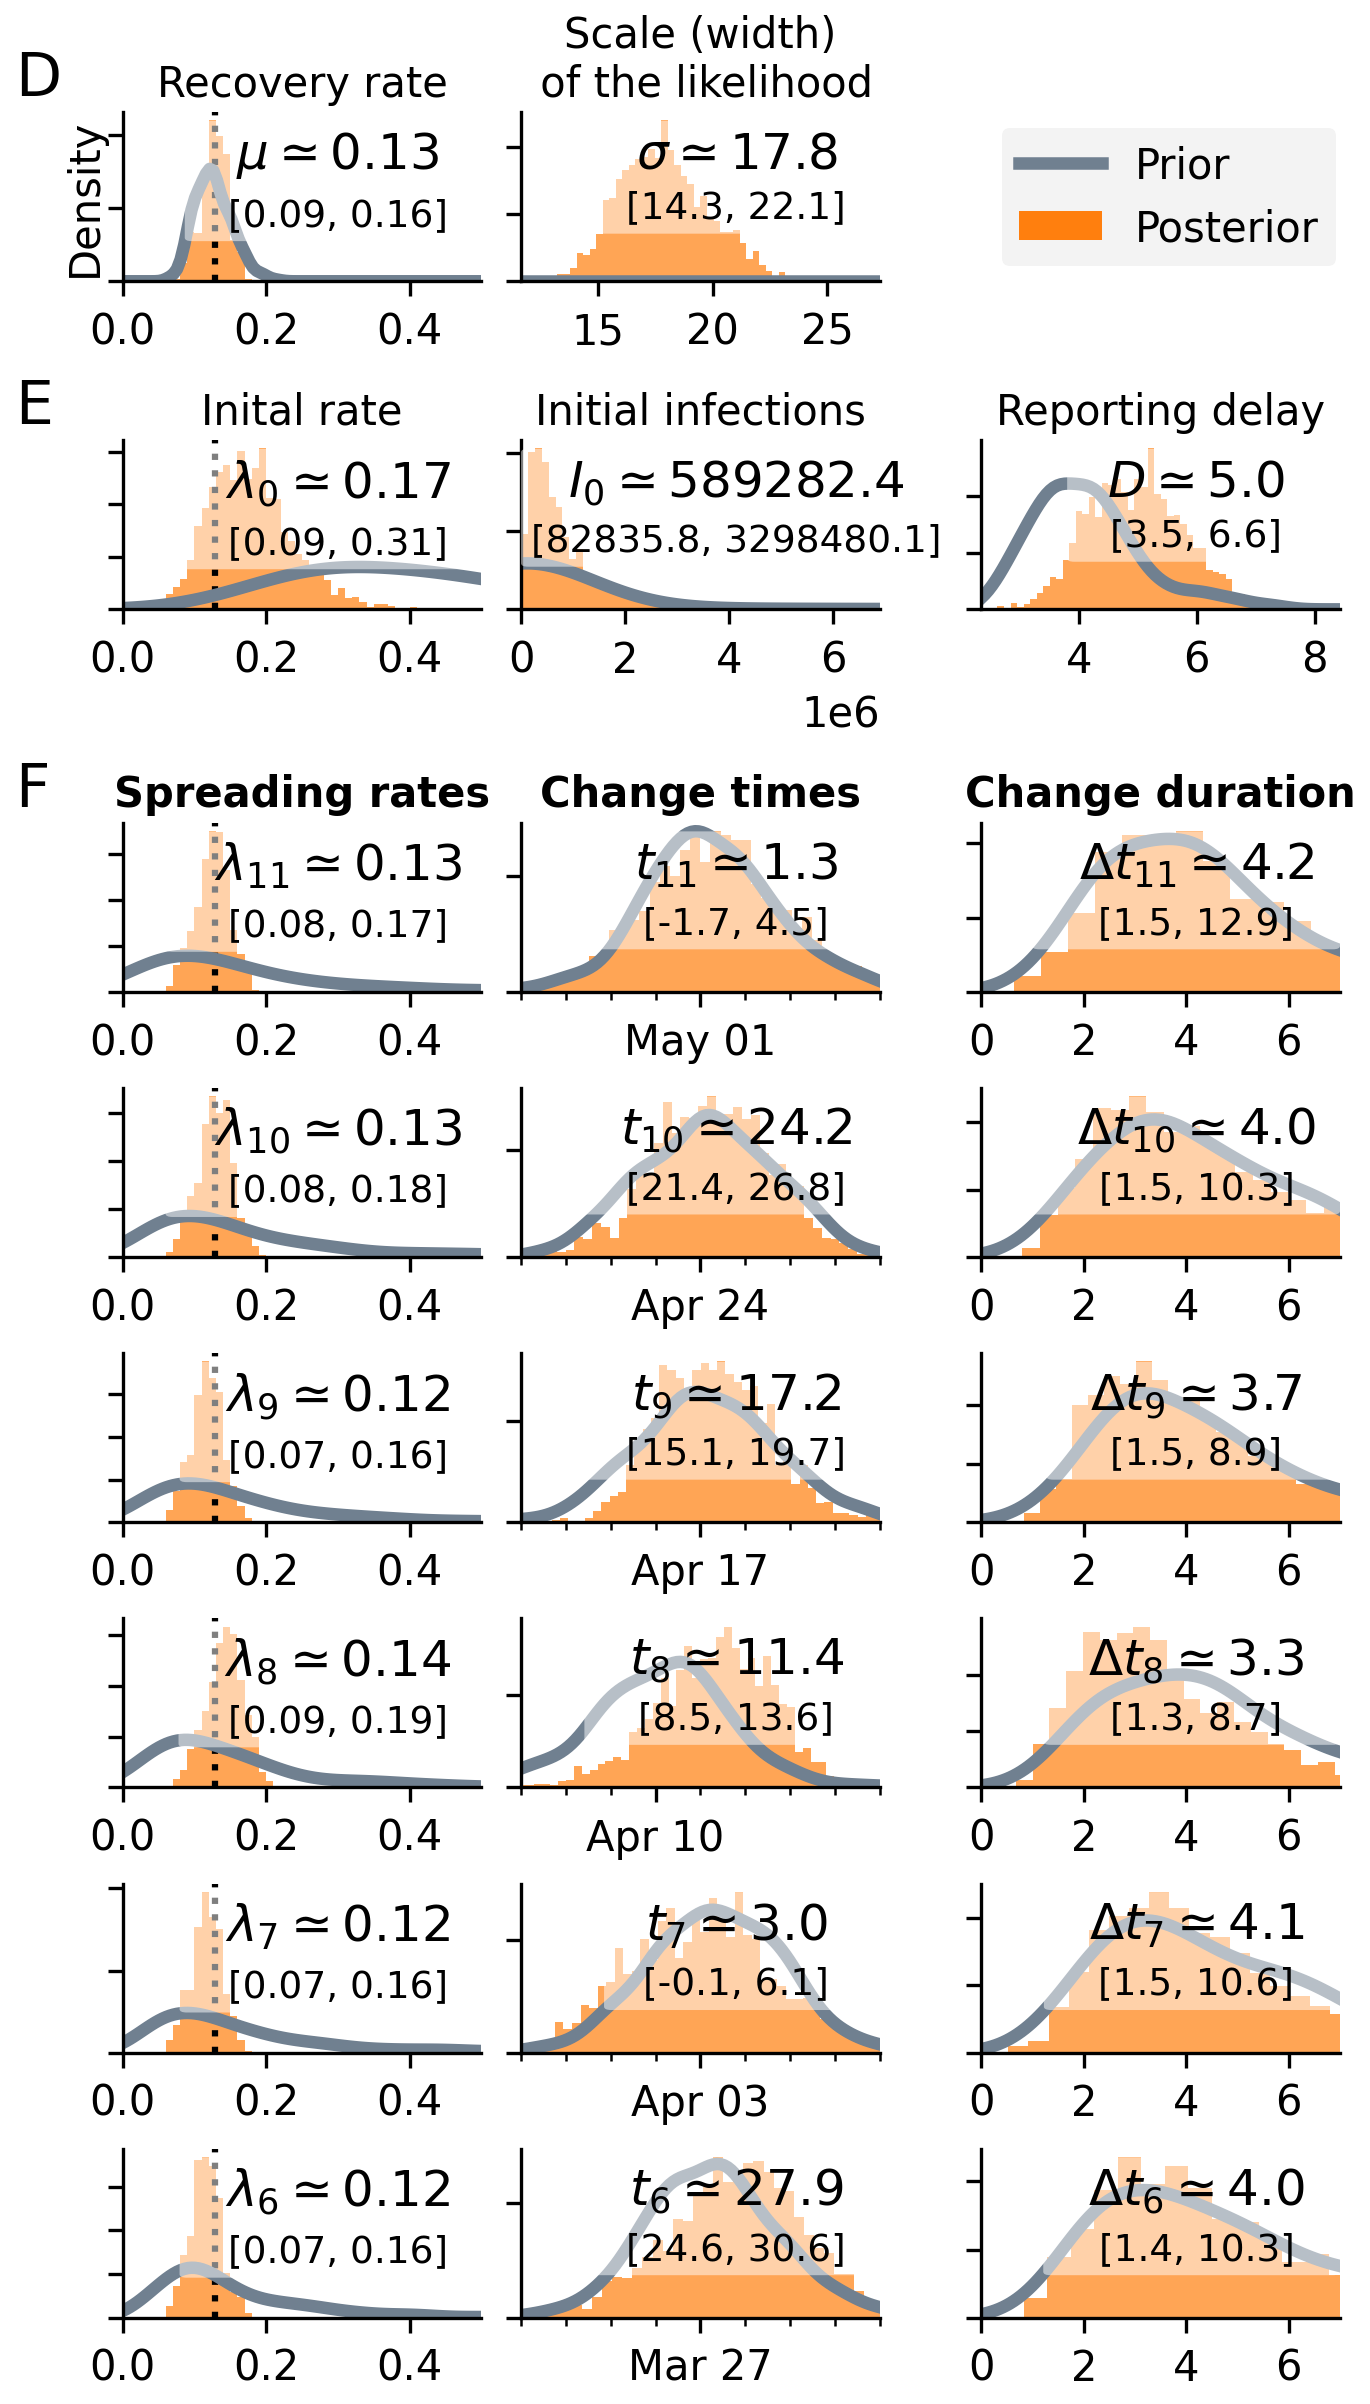 D
Recovery rate
Scale (width)
of the likelihood
Density
μ ≃ 0.13
[0.09, 0.16]
σ ≃ 17.8
[14.3, 22.1]
Prior
Posterior
0.0 0.2 0.4
15 20 25
E
Inital rate
Initial infections
Reporting delay
λ0 ≃ 0.17
[0.09, 0.31]
I0 ≃ 589282.4
[82835.8, 3298480.1]
D ≃ 5.0
[3.5, 6.6]
0.0 0.2 0.4
0 2 4 6
1e6
4 6 8
F
Spreading rates
Change times
Change duration
λ11 ≃ 0.13
[0.08, 0.17]
t11 ≃ 1.3
[-1.7, 4.5]
Δt11 ≃ 4.2
[1.5, 12.9]
0.0 0.2 0.4
May 01
0 2 4 6
λ10 ≃ 0.13
[0.08, 0.18]
t10 ≃ 24.2
[21.4, 26.8]
Δt10 ≃ 4.0
[1.5, 10.3]
0.0 0.2 0.4
Apr 24
0 2 4 6
λ9 ≃ 0.12
[0.07, 0.16]
t9 ≃ 17.2
[15.1, 19.7]
Δt9 ≃ 3.7
[1.5, 8.9]
0.0 0.2 0.4
Apr 17
0 2 4 6
λ8 ≃ 0.14
[0.09, 0.19]
t8 ≃ 11.4
[8.5, 13.6]
Δt8 ≃ 3.3
[1.3, 8.7]
0.0 0.2 0.4
Apr 10
0 2 4 6
λ7 ≃ 0.12
[0.07, 0.16]
t7 ≃ 3.0
[-0.1, 6.1]
Δt7 ≃ 4.1
[1.5, 10.6]
0.0 0.2 0.4
Apr 03
0 2 4 6
λ6 ≃ 0.12
[0.07, 0.16]
t6 ≃ 27.9
[24.6, 30.6]
Δt6 ≃ 4.0
[1.4, 10.3]
0.0 0.2 0.4
Mar 27
0 2 4 6